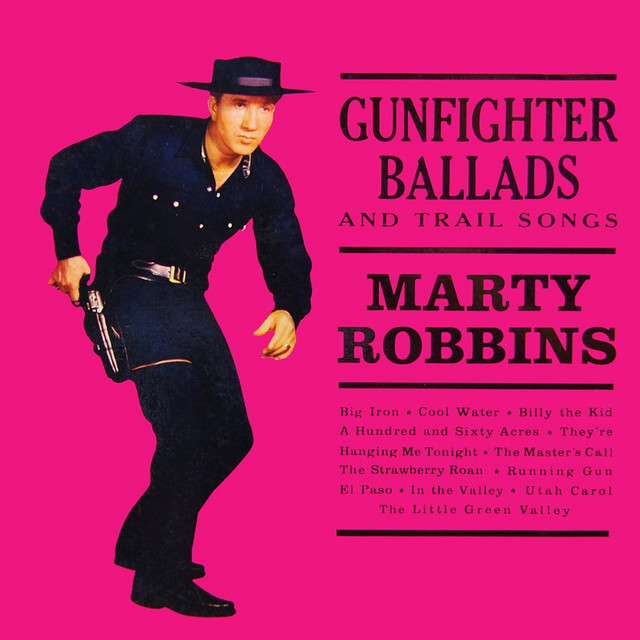 GUNFIGHTER
BALLADS
AND TRAIL SONGS
MARTY
ROBBINS
Big Iron ★ Cool Water ★ Billy the Kid
A Hundred and Sixty Acres ★ They're
Hanging Me Tonight ★ The Master's Call
The Strawberry Roan ★ Running Gun
El Paso ★ In the Valley ★ Utah Carol
The Little Green Valley